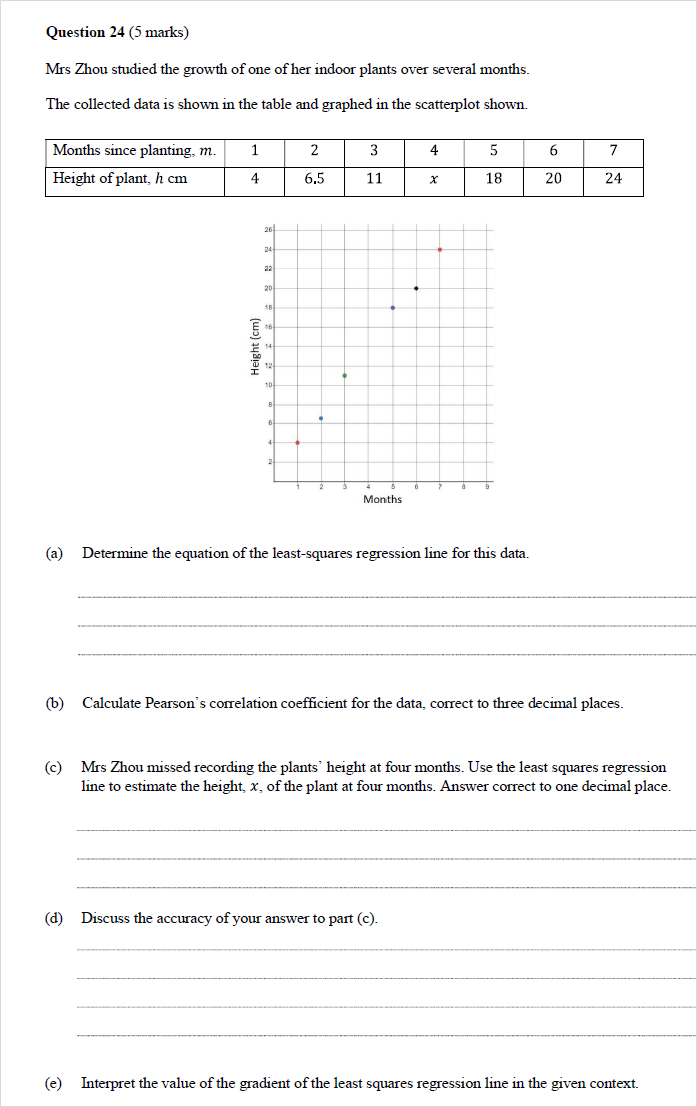 Question 24 (5 marks)
Mrs Zhou studied the growth of one of her indoor plants over several months.
The collected data is shown in the table and graphed in the scatterplot shown.
Months since planting, m. 1 2 3 4 5 6 7
Height of plant, h cm 4 6.5 11 x 18 20 24
26
24
22
20
18
16
14
12
10
8
6
4
2
Height (cm)
1 2 3 4 5 6 7 8 9
Months
(a) Determine the equation of the least-squares regression line for this data.
(b) Calculate Pearson's correlation coefficient for the data, correct to three decimal places.
(c) Mrs Zhou missed recording the plants' height at four months. Use the least squares regression
line to estimate the height, x, of the plant at four months. Answer correct to one decimal place.
(d) Discuss the accuracy of your answer to part (c).
(e) Interpret the value of the gradient of the least squares regression line in the given context.